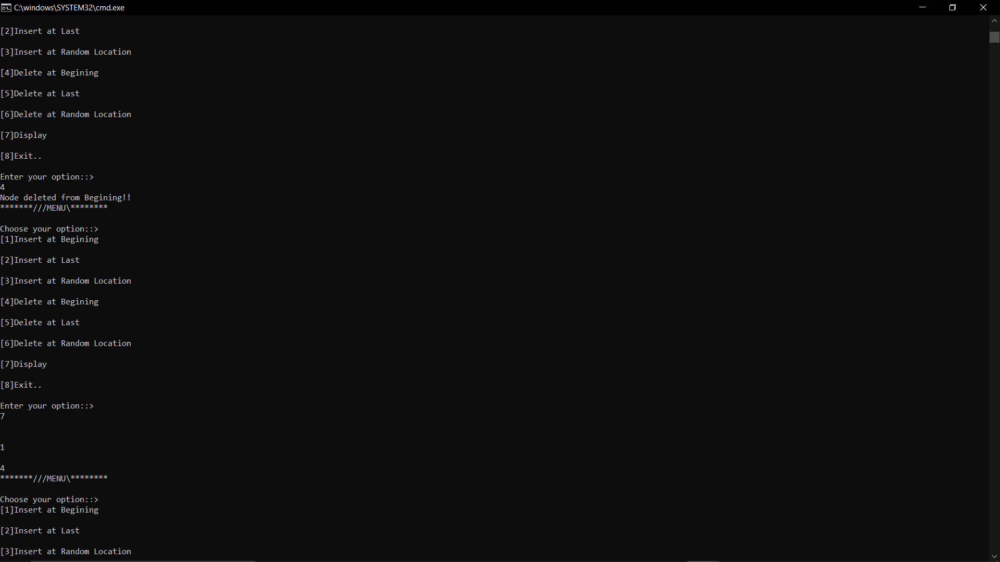 C:\windows\SYSTEM32\cmd.exe
[2]Insert at Last
[3]Insert at Random Location
[4]Delete at Begining
[5]Delete at Last
[6]Delete at Random Location
[7]Display
[8]Exit..
Enter your option::>
4
Node deleted from Begining!!
*******///MENU\********
Choose your option::>
[1]Insert at Begining
[2]Insert at Last
[3]Insert at Random Location
[4]Delete at Begining
[5]Delete at Last
[6]Delete at Random Location
[7]Display
[8]Exit..
Enter your option::>
7
1
4
*******///MENU\********
Choose your option::>
[1]Insert at Begining
[2]Insert at Last
[3]Insert at Random Location